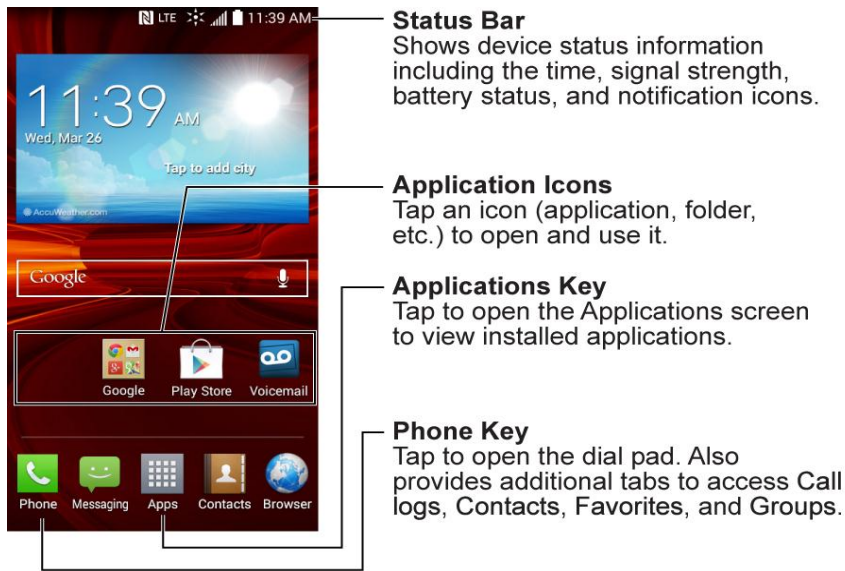 LTE 11:39 AM
11:39 AM
Wed, Mar 26
Tap to add city
AccuWeather.com
Google
Google Play Store Voicemail
Phone Messaging Apps Contacts Browser
Status Bar
Shows device status information
including the time, signal strength,
battery status, and notification icons.
Application Icons
Tap an icon (application, folder,
etc.) to open and use it.
Applications Key
Tap to open the Applications screen
to view installed applications.
Phone Key
Tap to open the dial pad. Also
provides additional tabs to access Call
logs, Contacts, Favorites, and Groups.